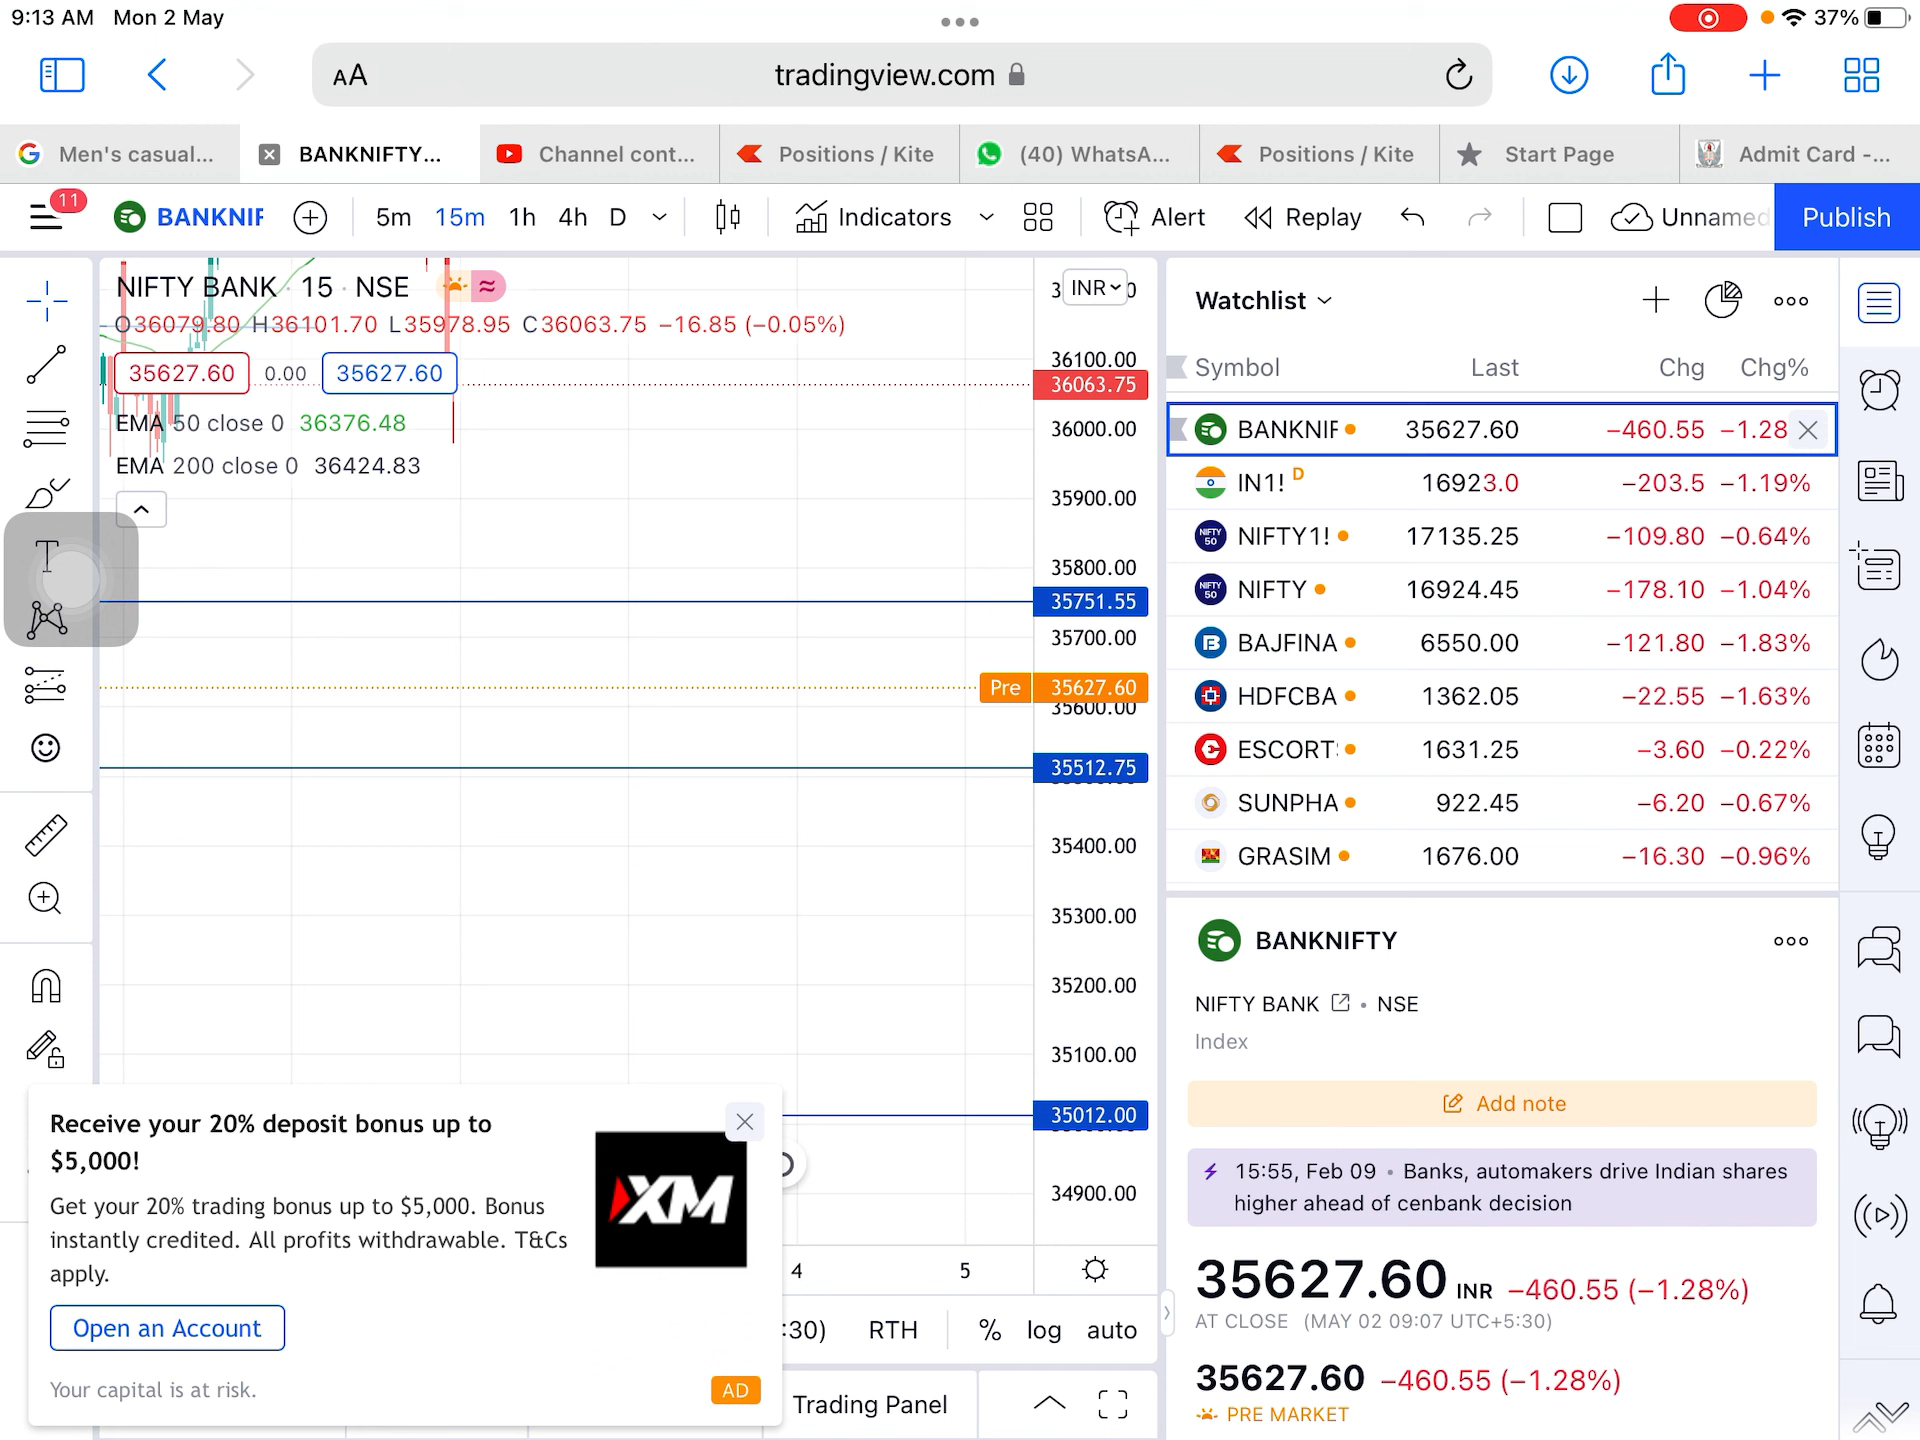 9:13 AM Mon 2 May
37%
AA tradingview.com
Men's casual...
BANKNIFTY...
Channel cont...
Positions / Kite
(40) WhatsA...
Positions / Kite
Start Page
Admit Card -...
11 BANKNIF 5m 15m 1h 4h D Indicators Alert Replay Unnamed Publish
NIFTY BANK · 15 · NSE
O36079.80 H36101.70 L35978.95 C36063.75 −16.85 (−0.05%)
35627.60 0.00 35627.60
EMA 50 close 0 36376.48
EMA 200 close 0 36424.83
INR
36100.00
36063.75
36000.00
35900.00
35800.00
35751.55
35700.00
Pre 35627.60
35600.00
35512.75
35400.00
35300.00
35200.00
35100.00
35012.00
34900.00
4 5
:30) RTH % log auto
Trading Panel
Receive your 20% deposit bonus up to
$5,000!
Get your 20% trading bonus up to $5,000. Bonus
instantly credited. All profits withdrawable. T&Cs
apply.
XM
Open an Account
Your capital is at risk.
AD
Watchlist
Symbol Last Chg Chg%
BANKNIF 35627.60 −460.55 −1.28
IN1! D 16923.0 −203.5 −1.19%
NIFTY 50 NIFTY1! 17135.25 −109.80 −0.64%
NIFTY 50 NIFTY 16924.45 −178.10 −1.04%
BAJFINA 6550.00 −121.80 −1.83%
HDFCBA 1362.05 −22.55 −1.63%
ESCORT 1631.25 −3.60 −0.22%
SUNPHA 922.45 −6.20 −0.67%
GRASIM 1676.00 −16.30 −0.96%
BANKNIFTY
NIFTY BANK • NSE
Index
Add note
15:55, Feb 09 • Banks, automakers drive Indian shares
higher ahead of cenbank decision
35627.60 INR −460.55 (−1.28%)
AT CLOSE (MAY 02 09:07 UTC+5:30)
35627.60 −460.55 (−1.28%)
PRE MARKET